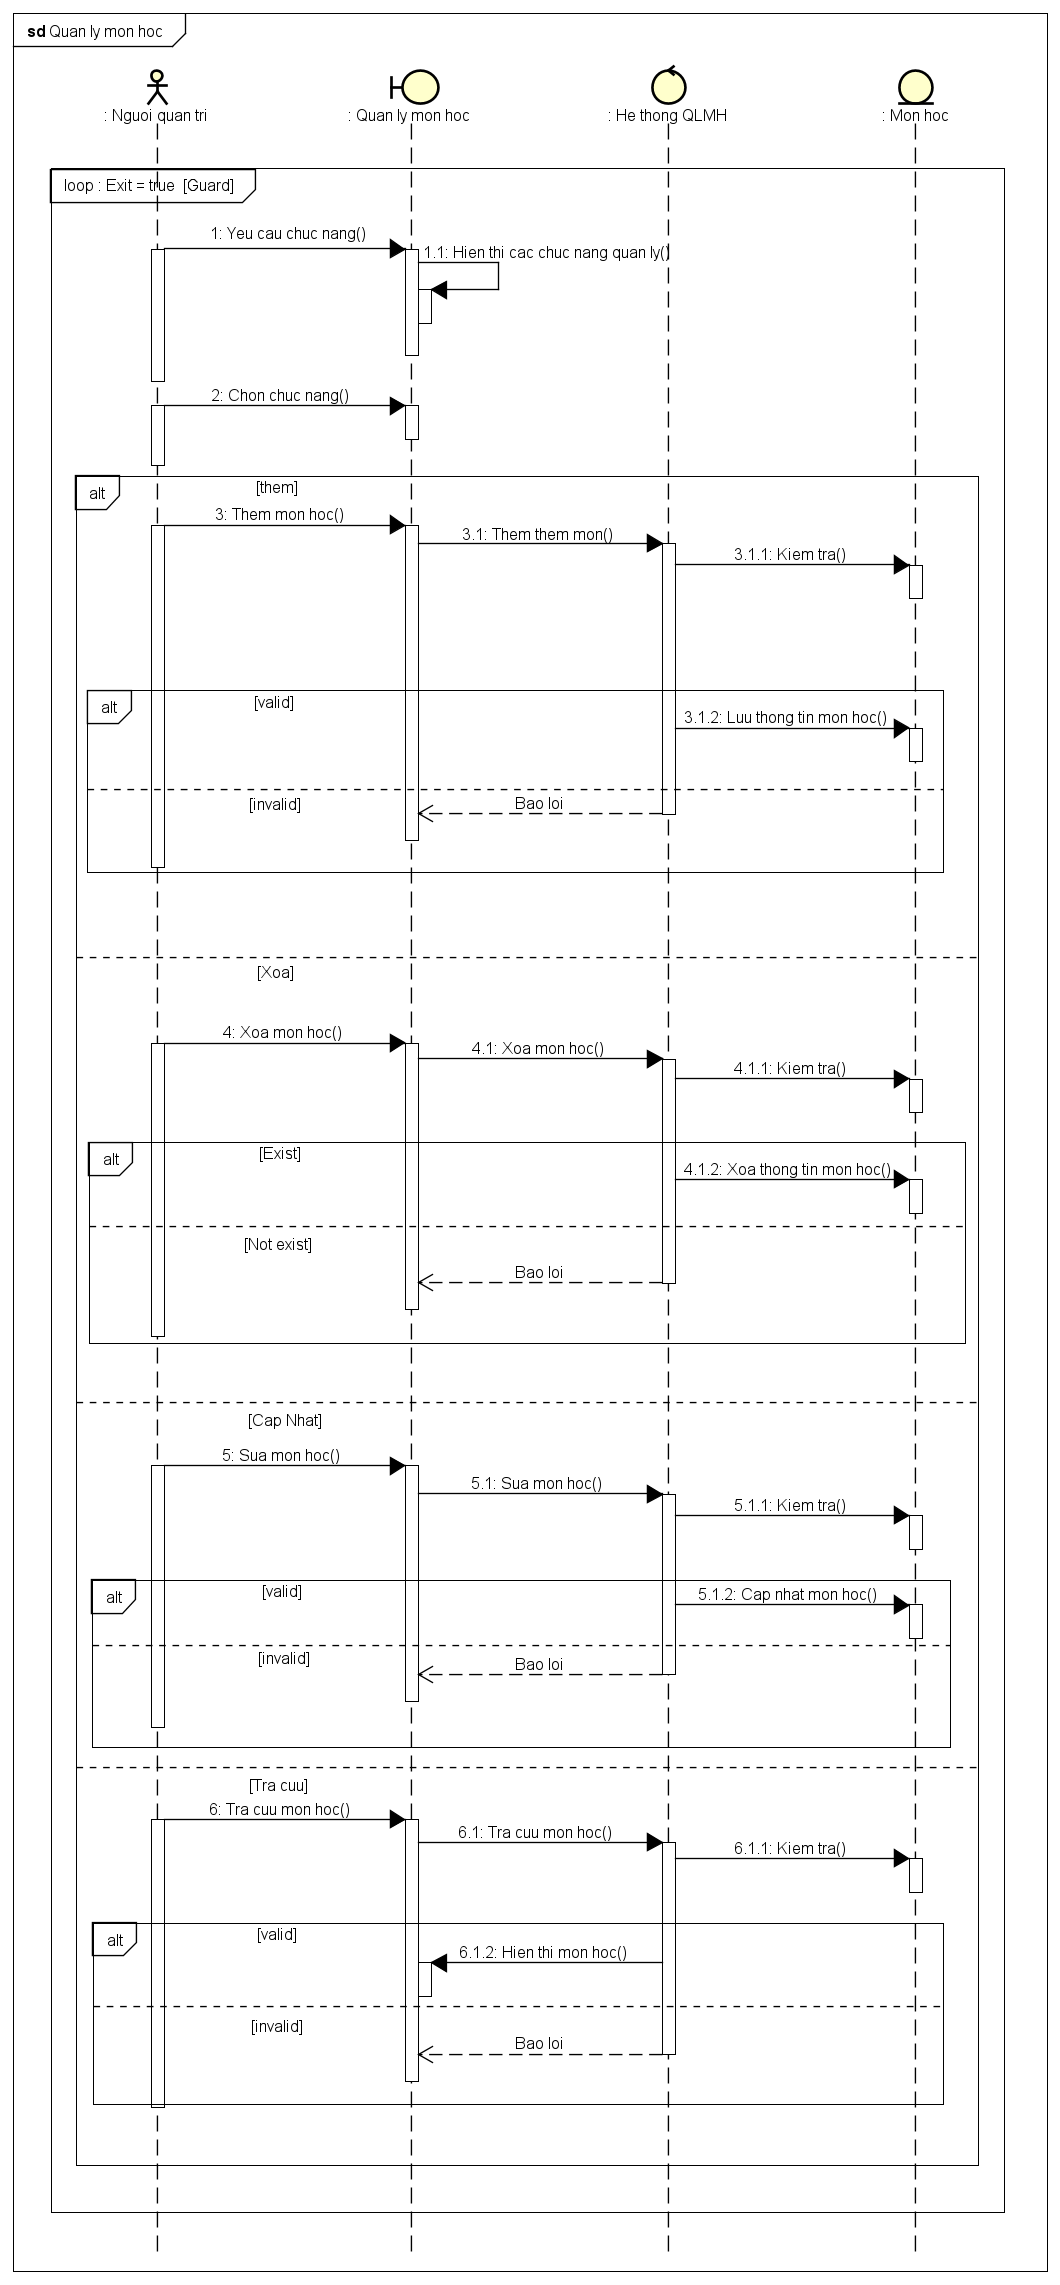 sd Quan ly mon hoc
: Nguoi quan tri
: Quan ly mon hoc
: He thong QLMH
: Mon hoc
loop : Exit = true [Guard]
1: Yeu cau chuc nang()
1.1: Hien thi cac chuc nang quan ly()
2: Chon chuc nang()
alt
[them]
3: Them mon hoc()
3.1: Them them mon()
3.1.1: Kiem tra()
alt
[valid]
3.1.2: Luu thong tin mon hoc()
[invalid]
Bao loi
[Xoa]
4: Xoa mon hoc()
4.1: Xoa mon hoc()
4.1.1: Kiem tra()
alt
[Exist]
4.1.2: Xoa thong tin mon hoc()
[Not exist]
Bao loi
[Cap Nhat]
5: Sua mon hoc()
5.1: Sua mon hoc()
5.1.1: Kiem tra()
alt
[valid]
5.1.2: Cap nhat mon hoc()
[invalid]
Bao loi
[Tra cuu]
6: Tra cuu mon hoc()
6.1: Tra cuu mon hoc()
6.1.1: Kiem tra()
alt
[valid]
6.1.2: Hien thi mon hoc()
[invalid]
Bao loi